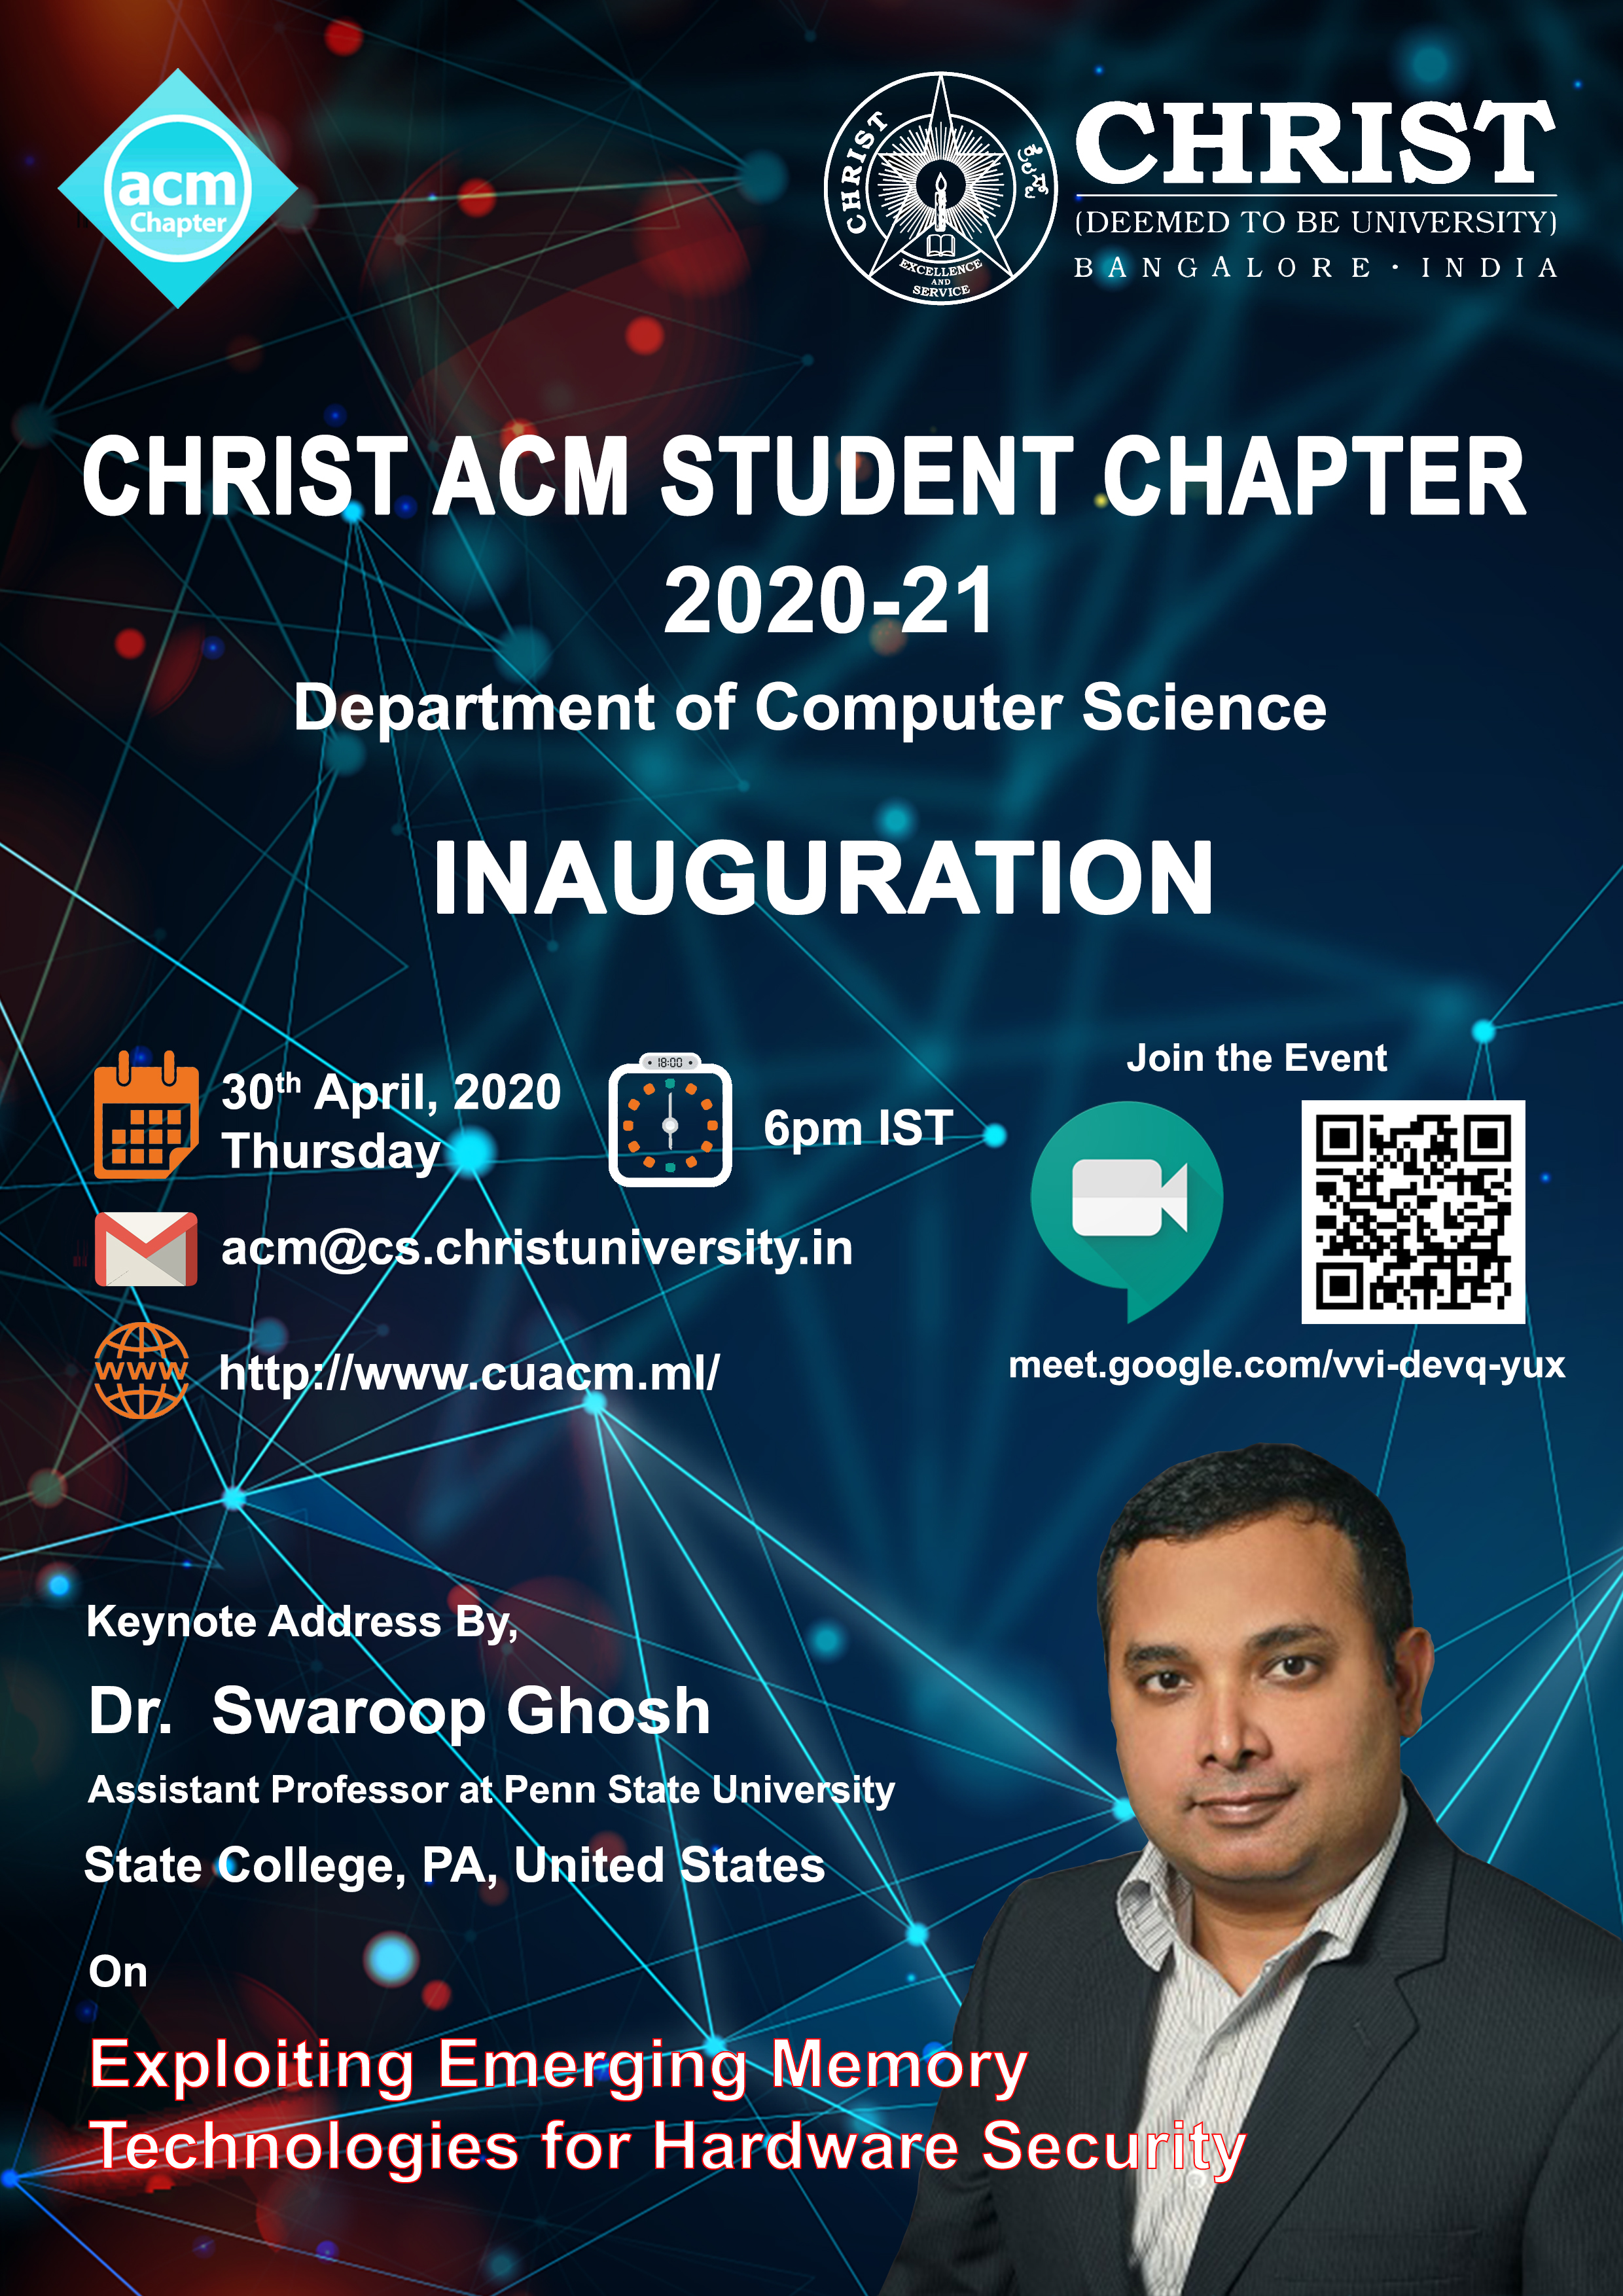 acm
Chapter
CHRIST
EXCELLENCE
AND
SERVICE
CHRIST
(DEEMED TO BE UNIVERSITY)
BANGALORE · INDIA
CHRIST ACM STUDENT CHAPTER
2020-21
Department of Computer Science
INAUGURATION
30th April, 2020
Thursday
18:00
6pm IST
Join the Event
acm@cs.christuniversity.in
www
http://www.cuacm.ml/
meet.google.com/vvi-devq-yux
Keynote Address By,
Dr. Swaroop Ghosh
Assistant Professor at Penn State University
State College, PA, United States
On
Exploiting Emerging Memory
Technologies for Hardware Security